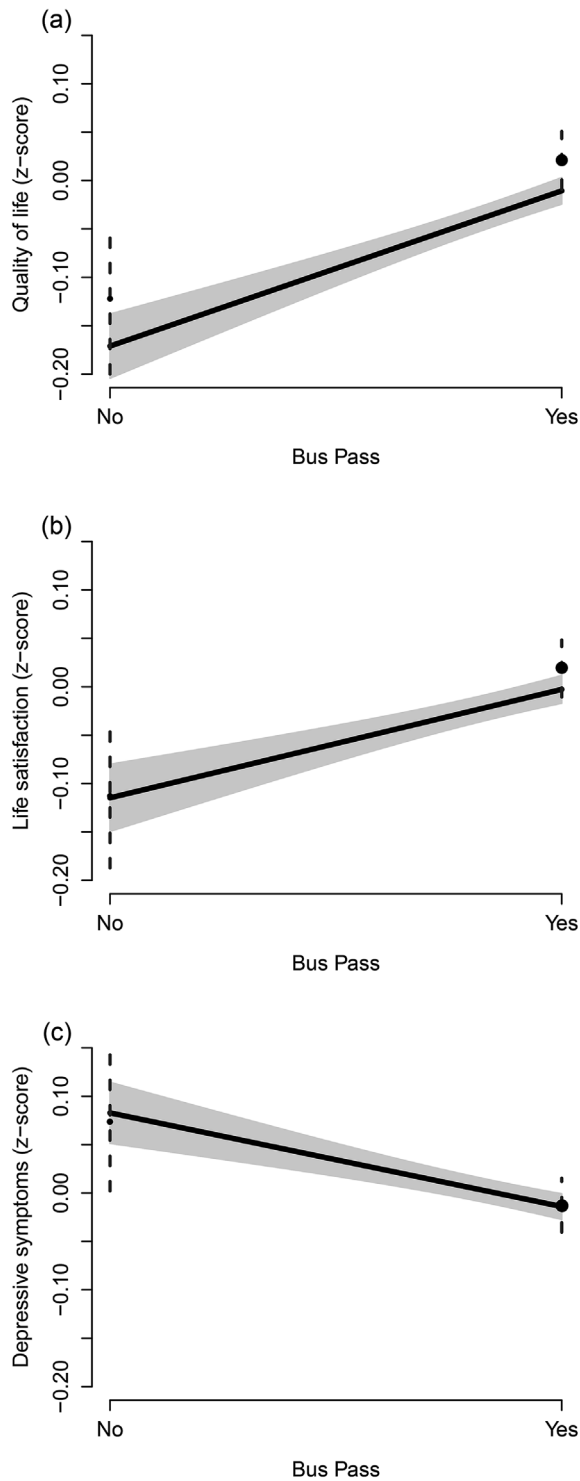 (a)
Quality of life (z−score)
0.10
0.00
−0.10
−0.20
No
Yes
Bus Pass
(b)
Life satisfaction (z−score)
0.10
0.00
−0.10
−0.20
No
Yes
Bus Pass
(c)
Depressive symptoms (z−score)
0.10
0.00
−0.10
−0.20
No
Yes
Bus Pass